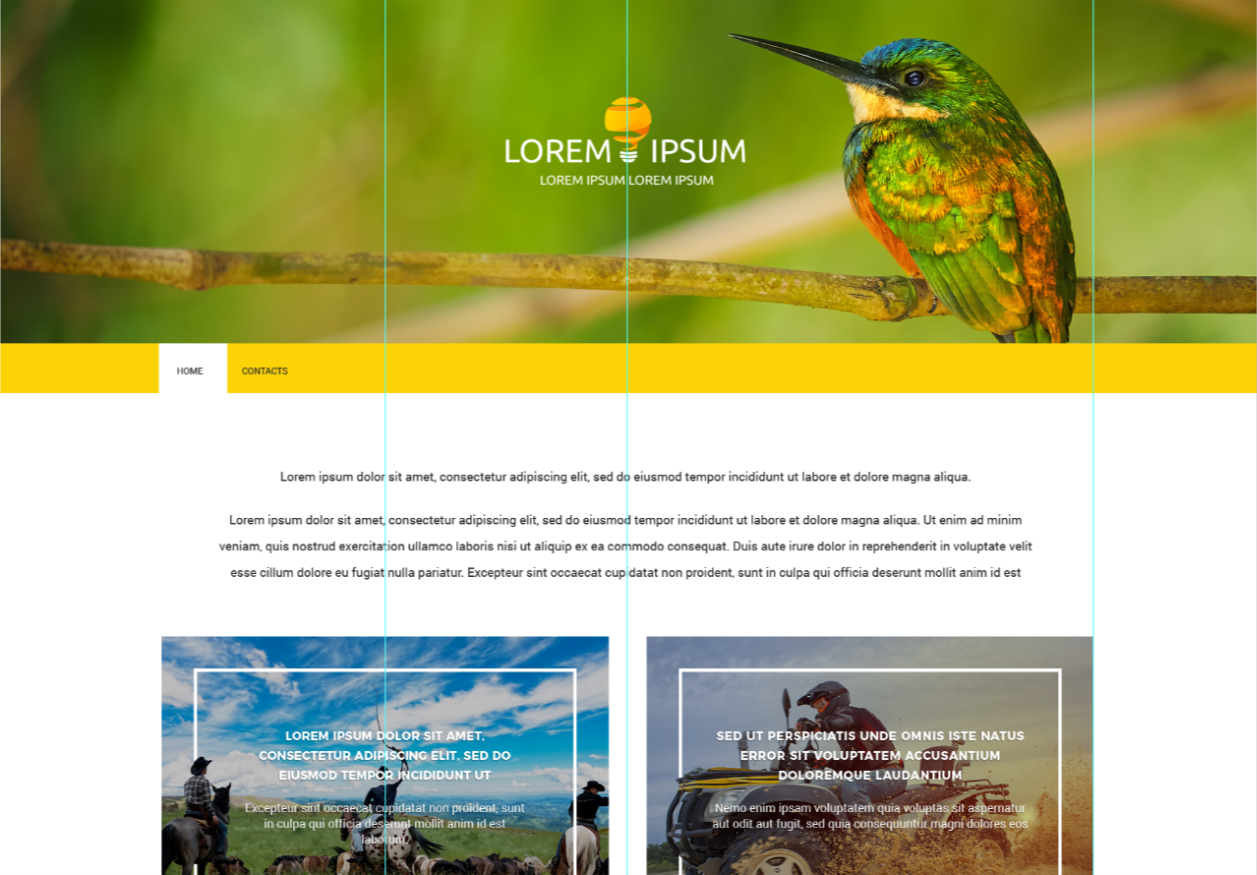 LOREM IPSUM
LOREM IPSUM LOREM IPSUM
HOME
CONTACTS
Lorem ipsum dolor sit amet, consectetur adipiscing elit, sed do eiusmod tempor incididunt ut labore et dolore magna aliqua.
Lorem ipsum dolor sit amet, consectetur adipiscing elit, sed do eiusmod tempor incididunt ut labore et dolore magna aliqua. Ut enim ad minim
veniam, quis nostrud exercitation ullamco laboris nisi ut aliquip ex ea commodo consequat. Duis aute irure dolor in reprehenderit in voluptate velit
esse cillum dolore eu fugiat nulla pariatur. Excepteur sint occaecat cupidatat non proident, sunt in culpa qui officia deserunt mollit anim id est
LOREM IPSUM DOLOR SIT AMET,
CONSECTETUR ADIPISCING ELIT, SED DO
EIUSMOD TEMPOR INCIDIDUNT UT
Excepteur sint occaecat cupidatat non proident, sunt
in culpa qui officia deserunt mollit anim id est
laborum.
SED UT PERSPICIATIS UNDE OMNIS ISTE NATUS
ERROR SIT VOLUPTATEM ACCUSANTIUM
DOLOREMQUE LAUDANTIUM
Nemo enim ipsam voluptatem quia voluptas sit aspernatur
aut odit aut fugit, sed quia consequuntur magni dolores eos